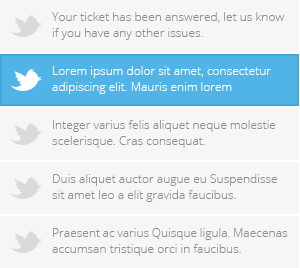 Your ticket has been answered, let us know
if you have any other issues.
Lorem ipsum dolor sit amet, consectetur
adipiscing elit. Mauris enim lorem
Integer varius felis aliquet neque molestie
scelerisque. Cras consequat.
Duis aliquet auctor augue eu Suspendisse
sit amet leo a elit gravida faucibus.
Praesent ac varius Quisque ligula. Maecenas
accumsan tristique orci in faucibus.